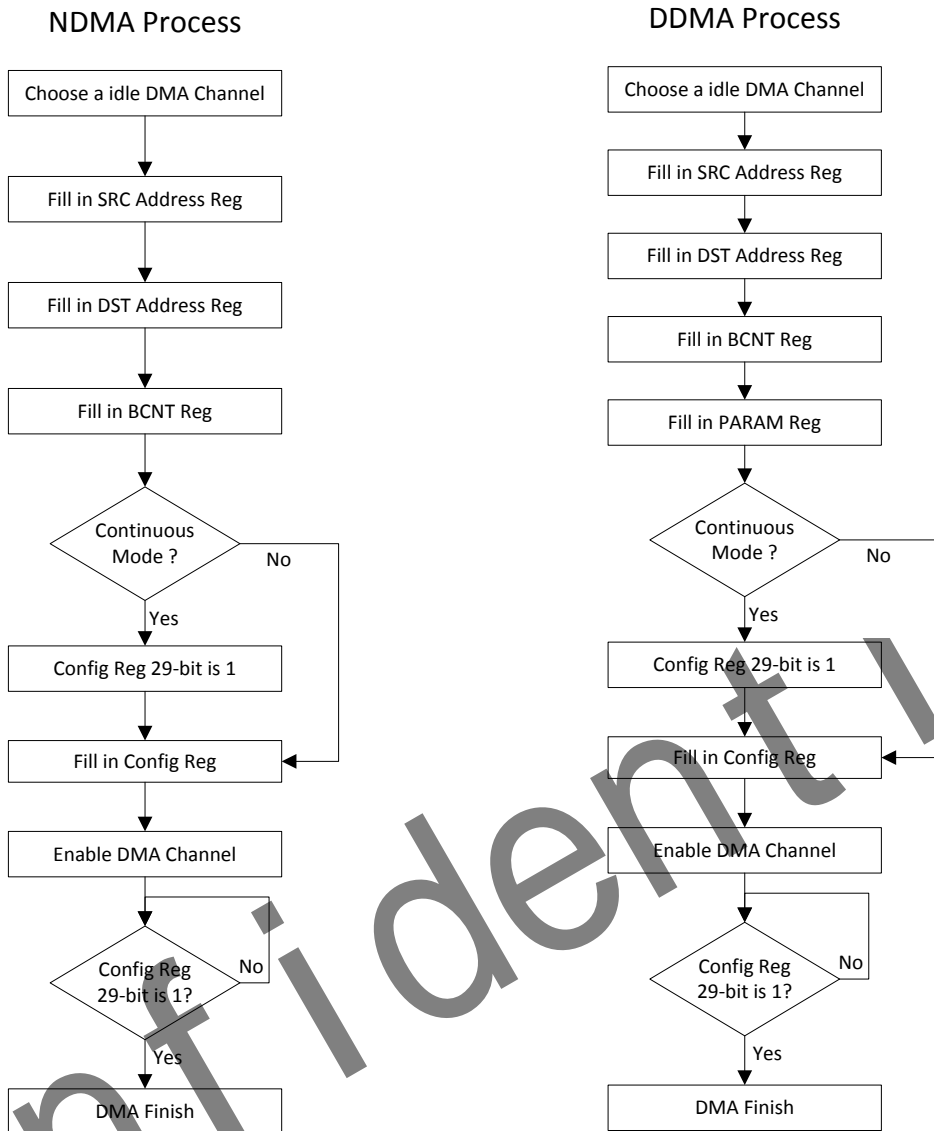 NDMA Process
Choose a idle DMA Channel
Fill in SRC Address Reg
Fill in DST Address Reg
Fill in BCNT Reg
Continuous
Mode ?
No
Yes
Config Reg 29-bit is 1
Fill in Config Reg
Enable DMA Channel
Config Reg
29-bit is 1?
No
Yes
DMA Finish
DDMA Process
Choose a idle DMA Channel
Fill in SRC Address Reg
Fill in DST Address Reg
Fill in BCNT Reg
Fill in PARAM Reg
Continuous
Mode ?
No
Yes
Config Reg 29-bit is 1
Fill in Config Reg
Enable DMA Channel
Config Reg
29-bit is 1?
No
Yes
DMA Finish
nfidenti